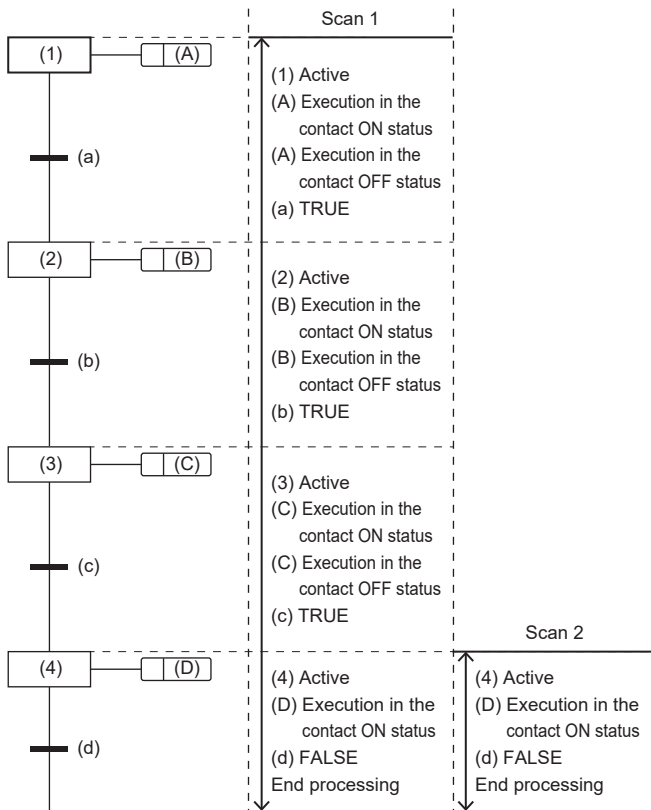 Scan 1
(1)
(A)
(1) Active
(A) Execution in the
contact ON status
(A) Execution in the
contact OFF status
(a)
(a) TRUE
(2)
(B)
(2) Active
(B) Execution in the
contact ON status
(B) Execution in the
contact OFF status
(b)
(b) TRUE
(3)
(C)
(3) Active
(C) Execution in the
contact ON status
(C) Execution in the
contact OFF status
(c)
(c) TRUE
Scan 2
(4)
(D)
(4) Active
(D) Execution in the
contact ON status
(d)
(d) FALSE
End processing
(4) Active
(D) Execution in the
contact ON status
(d) FALSE
End processing